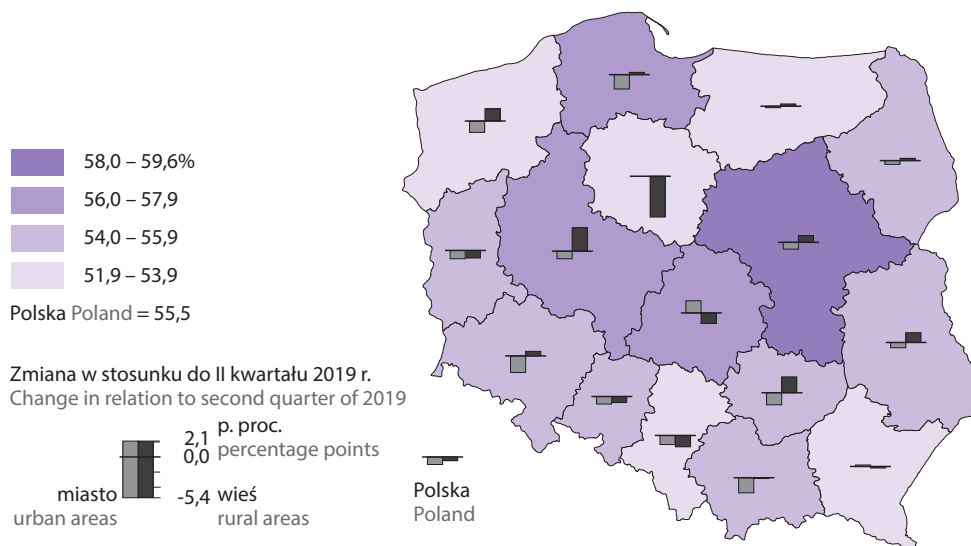 58,0 – 59,6%
56,0 – 57,9
54,0 – 55,9
51,9 – 53,9
Polska Poland = 55,5
Zmiana w stosunku do II kwartału 2019 r.
Change in relation to second quarter of 2019
p. proc.
percentage points
2,1
0,0
-5,4
miasto
urban areas
wieś
rural areas
Polska
Poland